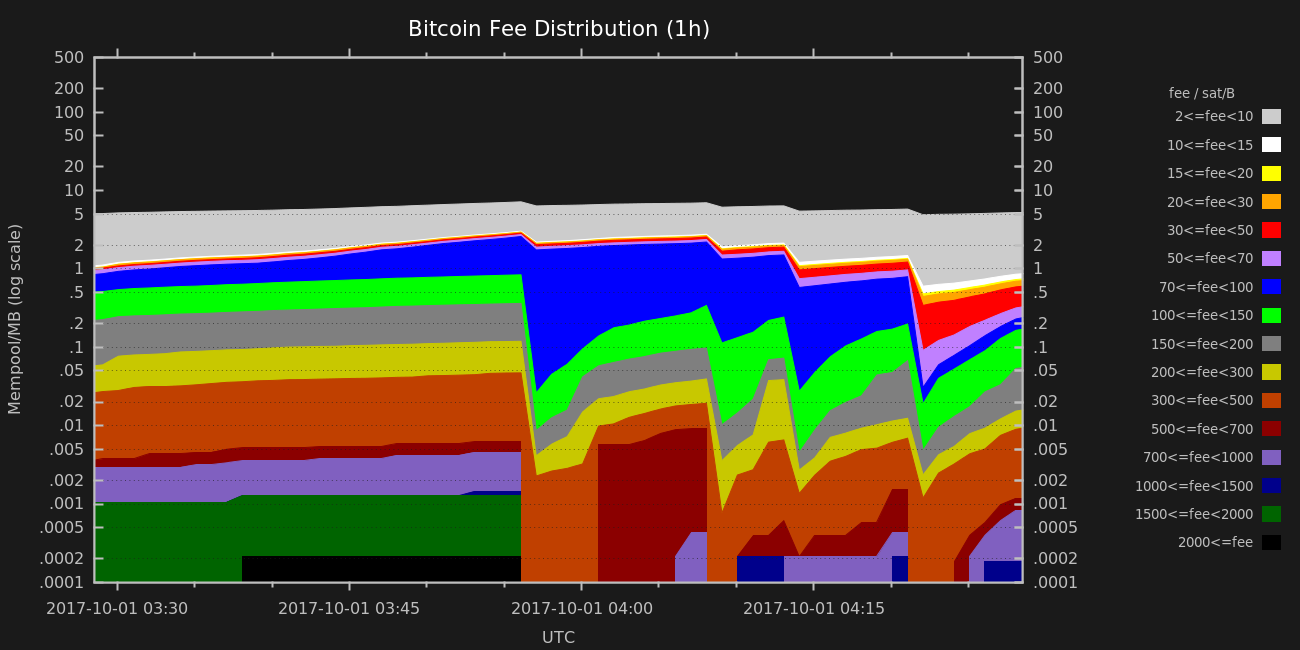 Bitcoin Fee Distribution (1h)
500 500
200 200
100 100
50 50
20 20
10 10
5 5
2 2
1 1
.5 .5
.2 .2
.1 .1
.05 .05
.02 .02
.01 .01
.005 .005
.002 .002
.001 .001
.0005 .0005
.0002 .0002
.0001 .0001
Mempool/MB (log scale)
2017-10-01 03:30 2017-10-01 03:45 2017-10-01 04:00 2017-10-01 04:15
UTC
fee / sat/B
2<=fee<10
10<=fee<15
15<=fee<20
20<=fee<30
30<=fee<50
50<=fee<70
70<=fee<100
100<=fee<150
150<=fee<200
200<=fee<300
300<=fee<500
500<=fee<700
700<=fee<1000
1000<=fee<1500
1500<=fee<2000
2000<=fee